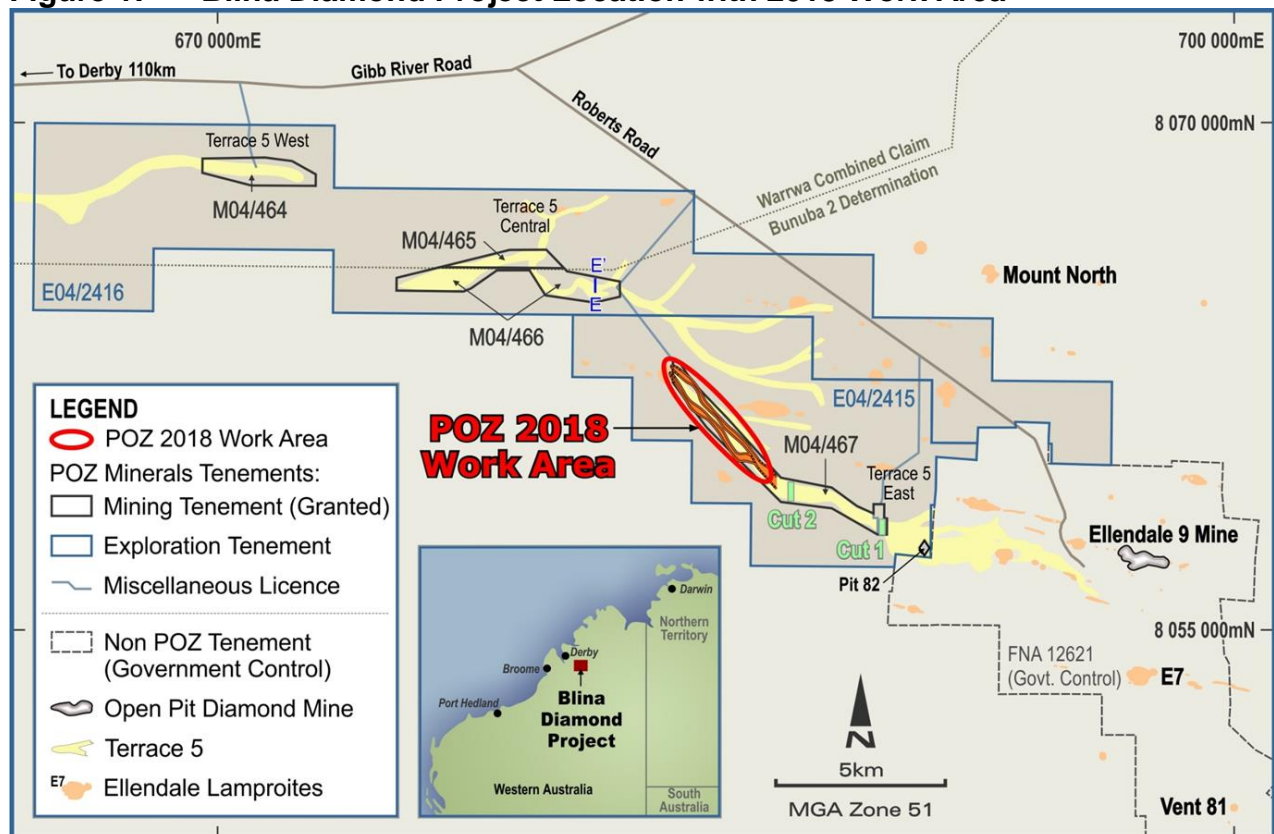 Figure 1: Blina Diamond Project Location with 2018 Work Area
670 000mE
700 000mE
To Derby 110km
Gibb River Road
Roberts Road
8 070 000mN
Terrace 5 West
Warrwa Combined Claim
Bunuba 2 Determination
M04/464
Terrace 5
Central
M04/465
E'
E
Mount North
E04/2416
M04/466
E04/2415
POZ 2018
Work Area
M04/467
Terrace 5
East
Cut 2
Cut 1
Ellendale 9 Mine
Pit 82
8 055 000mN
FNA 12621
(Govt. Control)
E7
Vent 81
LEGEND
POZ 2018 Work Area
POZ Minerals Tenements:
Mining Tenement (Granted)
Exploration Tenement
Miscellaneous Licence
Non POZ Tenement
(Government Control)
Open Pit Diamond Mine
Terrace 5
E7
Ellendale Lamproites
Darwin
Northern
Territory
Derby
Broome
Port Hedland
Blina
Diamond
Project
Western Australia
South
Australia
N
5km
MGA Zone 51